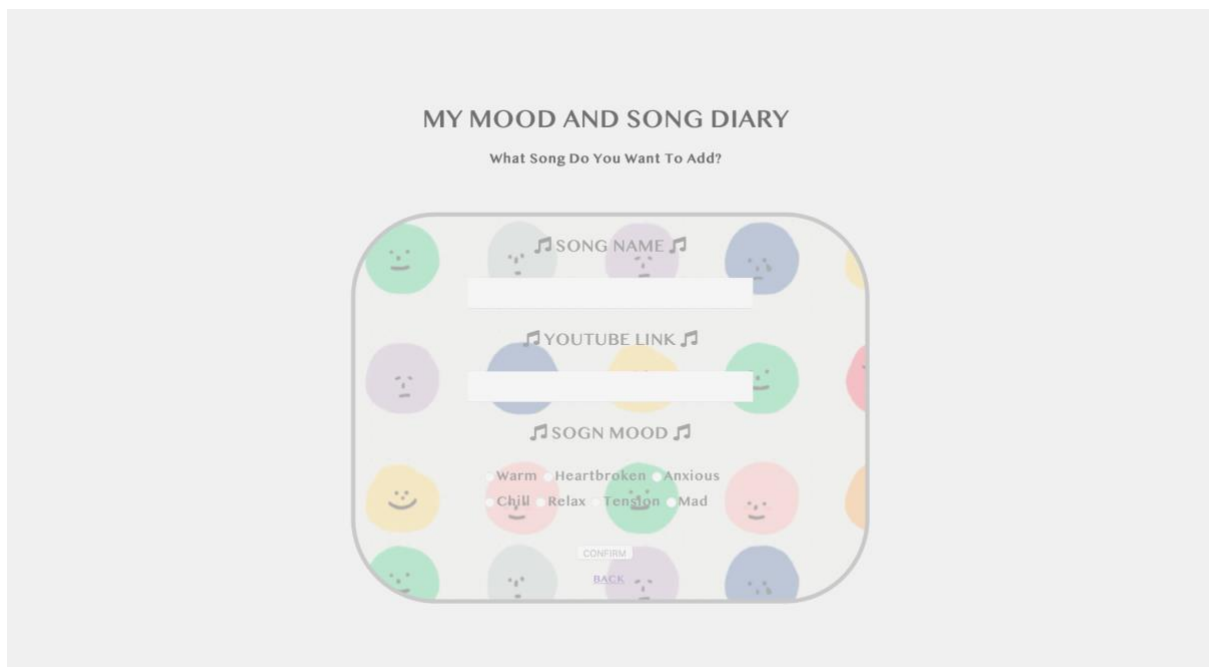 MY MOOD AND SONG DIARY
What Song Do You Want To Add?
🎵SONG NAME🎵
🎵YOUTUBE LINK🎵
🎵SOGN MOOD🎵
Warm Heartbroken Anxious
Chill Relax Tension Mad
CONFIRM
BACK